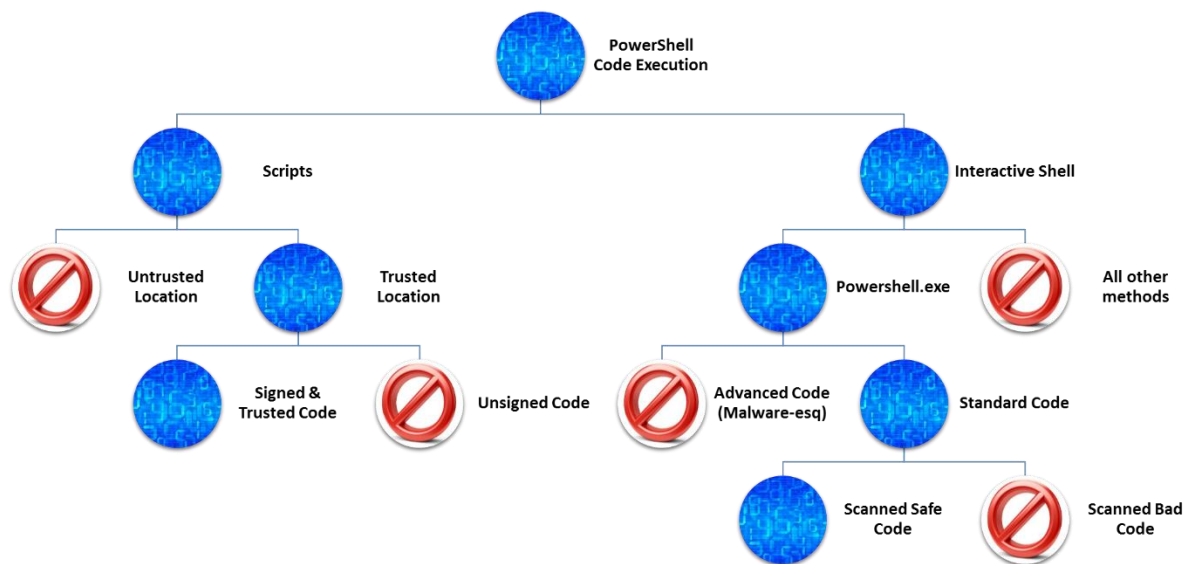 PowerShell
Code Execution
Scripts
Interactive Shell
Untrusted
Location
Trusted
Location
Powershell.exe
All other
methods
Signed &
Trusted Code
Unsigned Code
Advanced Code
(Malware-esq)
Standard Code
Scanned Safe
Code
Scanned Bad
Code